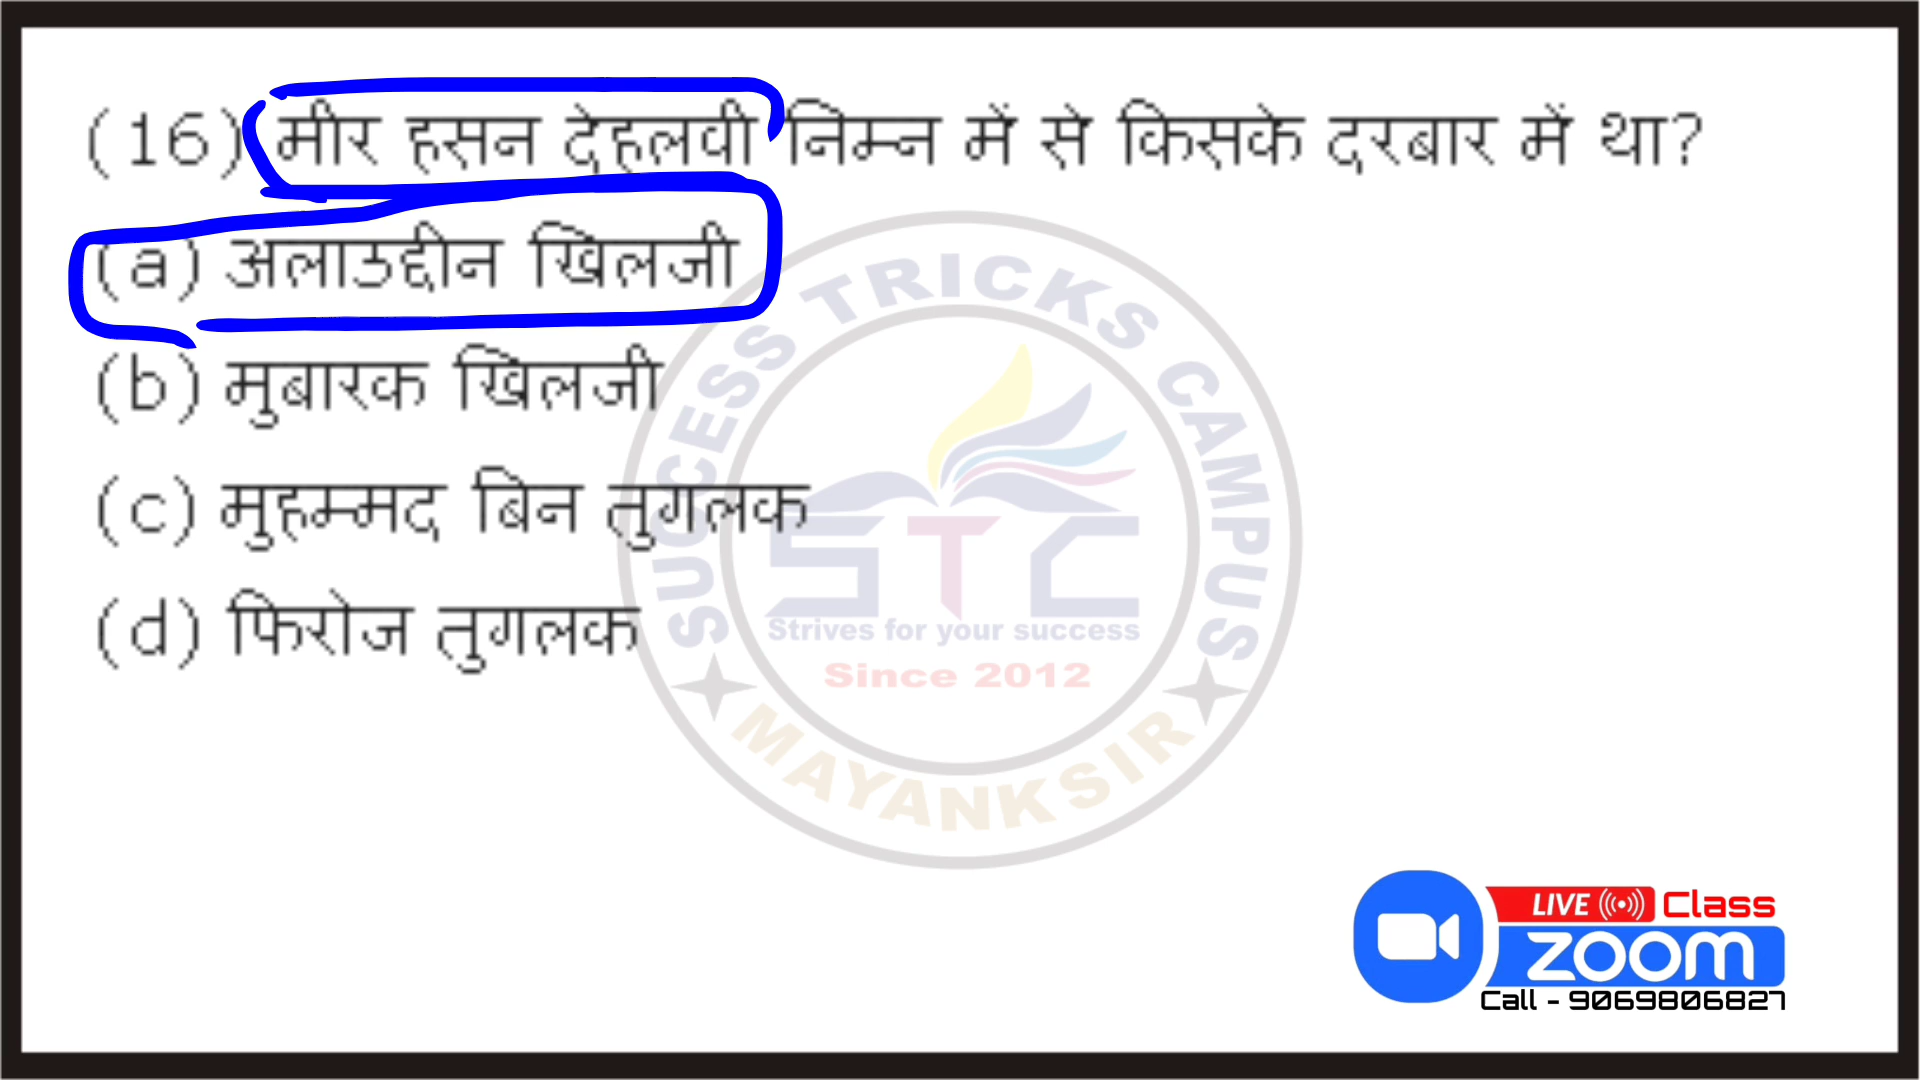 (16) मीर हसन देहलवी निम्न में से किसके दरबार में था?
(a) अलाउद्दीन खिलजी
(b) मुबारक खिलजी
(c) मुहम्मद बिन तुगलक
(d) फिरोज तुगलक
SUCCESS TRICKS CAMPUS
STC
Strives for your success
Since 2012
MAYANKSIR
LIVE Class
zoom
Call - 9069806827